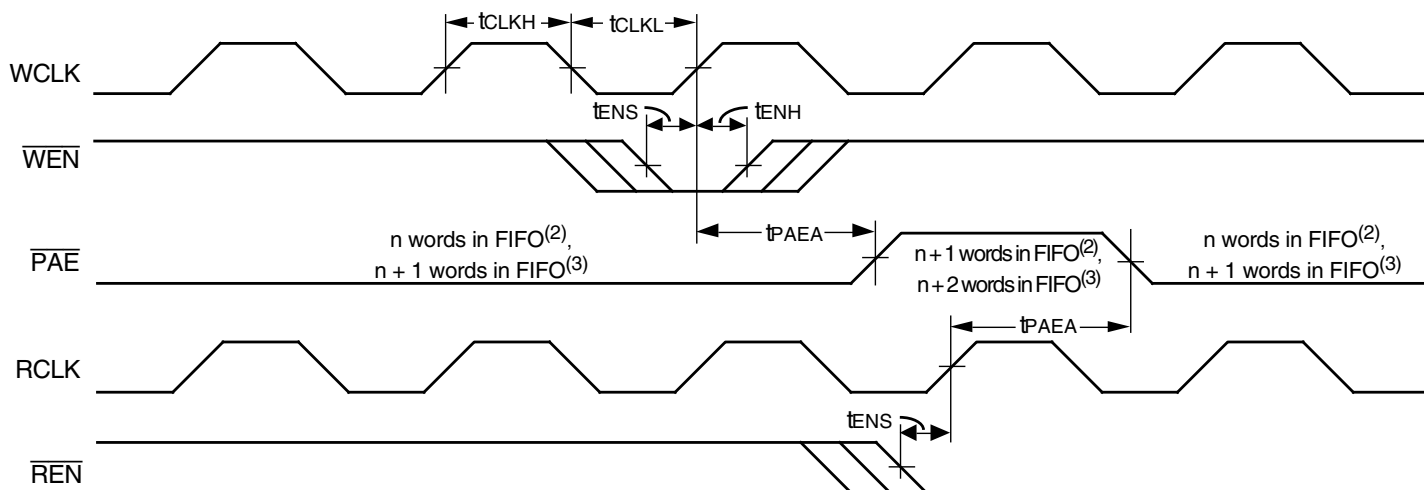 tCLKH
tCLKL
WCLK
tENS
tENH
WEN
tPAEA
n words in FIFO(2),
n + 1 words in FIFO(3)
n + 1 words in FIFO(2),
n + 2 words in FIFO(3)
n words in FIFO(2),
n + 1 words in FIFO(3)
PAE
tPAEA
RCLK
tENS
REN